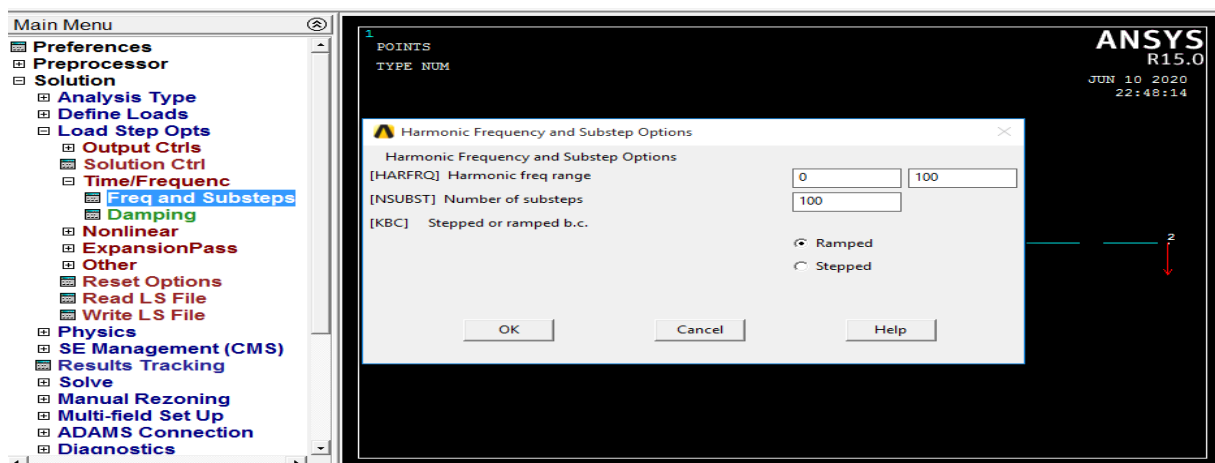 Main Menu
Preferences
Preprocessor
Solution
Analysis Type
Define Loads
Load Step Opts
Output Ctrls
Solution Ctrl
Time/Frequenc
Freq and Substeps
Damping
Nonlinear
ExpansionPass
Other
Reset Options
Read LS File
Write LS File
Physics
SE Management (CMS)
Results Tracking
Solve
Manual Rezoning
Multi-field Set Up
ADAMS Connection
Diagnostics
1
POINTS
TYPE NUM
ANSYS
R15.0
JUN 10 2020
22:48:14
Harmonic Frequency and Substep Options
Harmonic Frequency and Substep Options
[HARFRQ] Harmonic freq range 0 100
[NSUBST] Number of substeps 100
[KBC] Stepped or ramped b.c.
Ramped
Stepped
OK Cancel Help
2